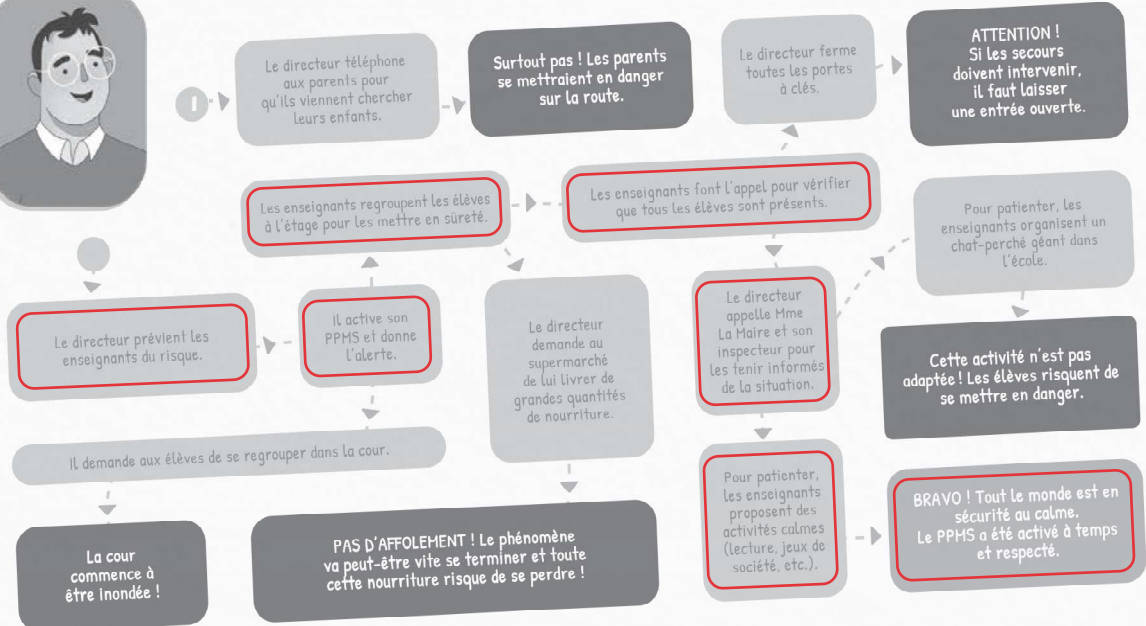 1
Le directeur téléphone
aux parents pour
qu'ils viennent chercher
leurs enfants.
Surtout pas ! Les parents
se mettraient en danger
sur la route.
Le directeur ferme
toutes les portes
à clés.
ATTENTION !
Si les secours
doivent intervenir,
il faut laisser
une entrée ouverte.
Les enseignants regroupent les élèves
à l'étage pour les mettre en sûreté.
Les enseignants font l'appel pour vérifier
que tous les élèves sont présents.
Pour patienter, les
enseignants organisent un
chat-perché géant dans
l'école.
Le directeur prévient les
enseignants du risque.
Il active son
PPMS et donne
l'alerte.
Le directeur
demande au
supermarché
de lui livrer de
grandes quantités
de nourriture.
Le directeur
appelle Mme
La Maire et son
inspecteur pour
les tenir informés
de la situation.
Cette activité n'est pas
adaptée ! Les élèves risquent de
se mettre en danger.
Il demande aux élèves de se regrouper dans la cour.
Pour patienter,
les enseignants
proposent des
activités calmes
(lecture, jeux de
société, etc.).
BRAVO ! Tout le monde est en
sécurité au calme.
Le PPMS a été activé à temps
et respecté.
La cour
commence à
être inondée !
PAS D'AFFOLEMENT ! Le phénomène
va peut-être vite se terminer et toute
cette nourriture risque de se perdre !